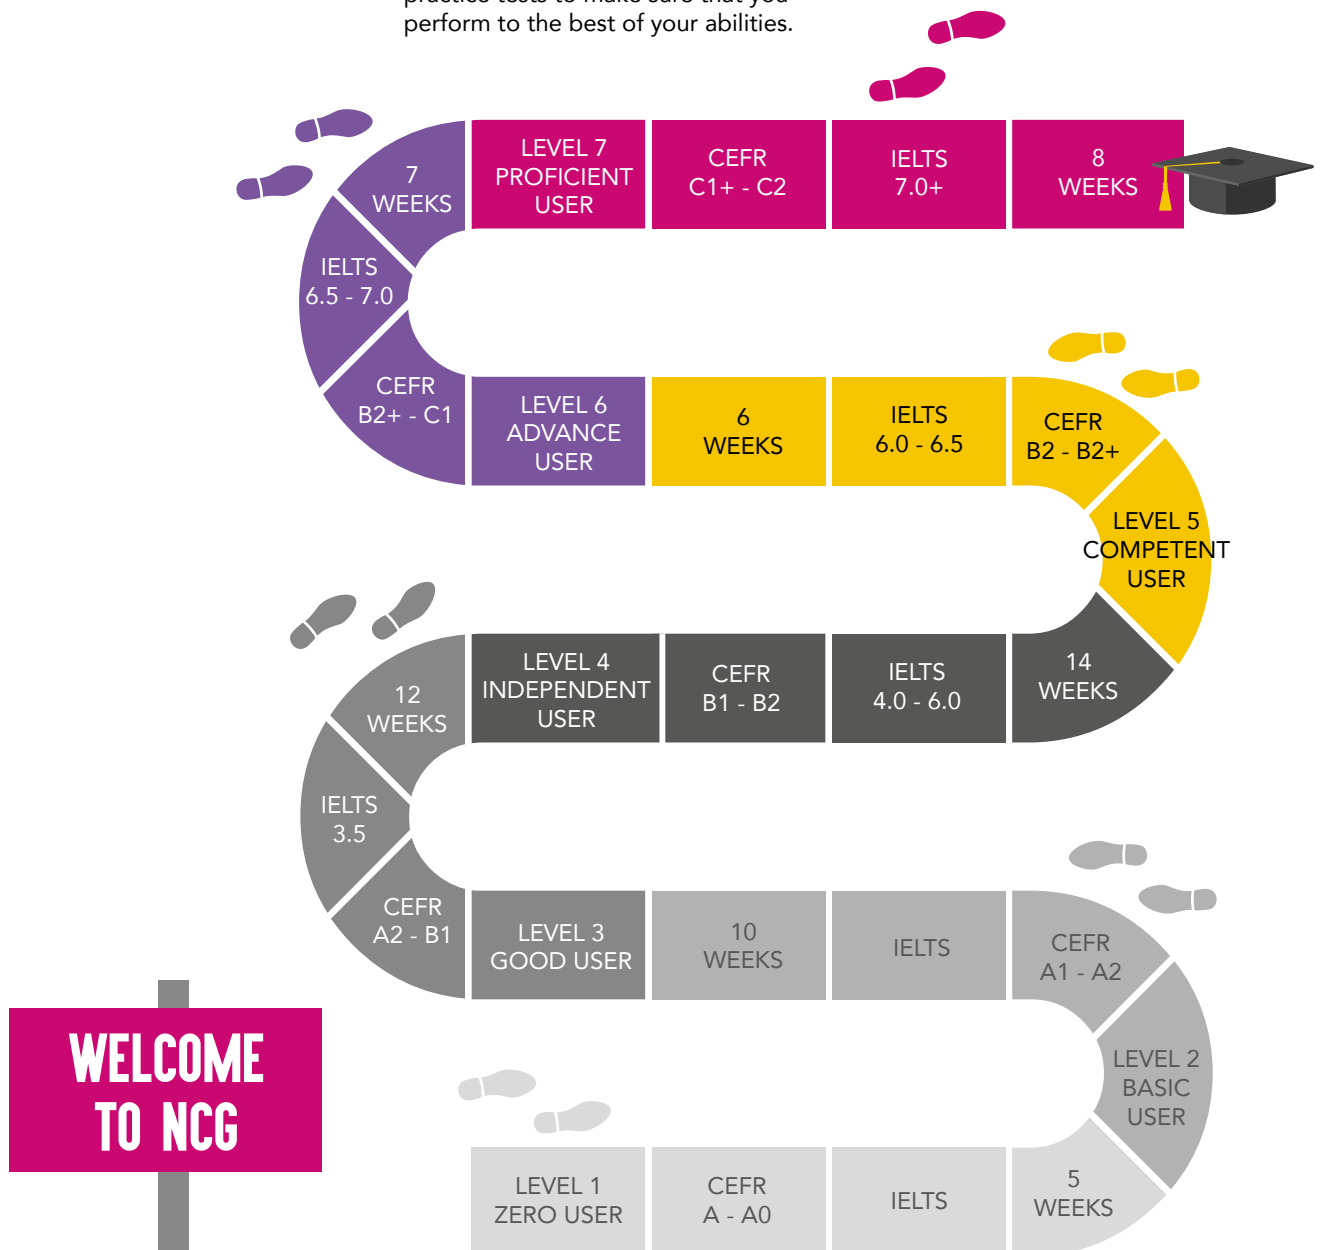 perform to the best of your abilities.
7
WEEKS
LEVEL 7
PROFICIENT
USER
CEFR
C1+ - C2
IELTS
7.0+
8
WEEKS
IELTS
6.5 - 7.0
CEFR
B2+ - C1
LEVEL 6
ADVANCE
USER
6
WEEKS
IELTS
6.0 - 6.5
CEFR
B2 - B2+
LEVEL 5
COMPETENT
USER
12
WEEKS
LEVEL 4
INDEPENDENT
USER
CEFR
B1 - B2
IELTS
4.0 - 6.0
14
WEEKS
IELTS
3.5
CEFR
A2 - B1
LEVEL 3
GOOD USER
10
WEEKS
IELTS
CEFR
A1 - A2
LEVEL 2
BASIC
USER
WELCOME
TO NCG
LEVEL 1
ZERO USER
CEFR
A - A0
IELTS
5
WEEKS